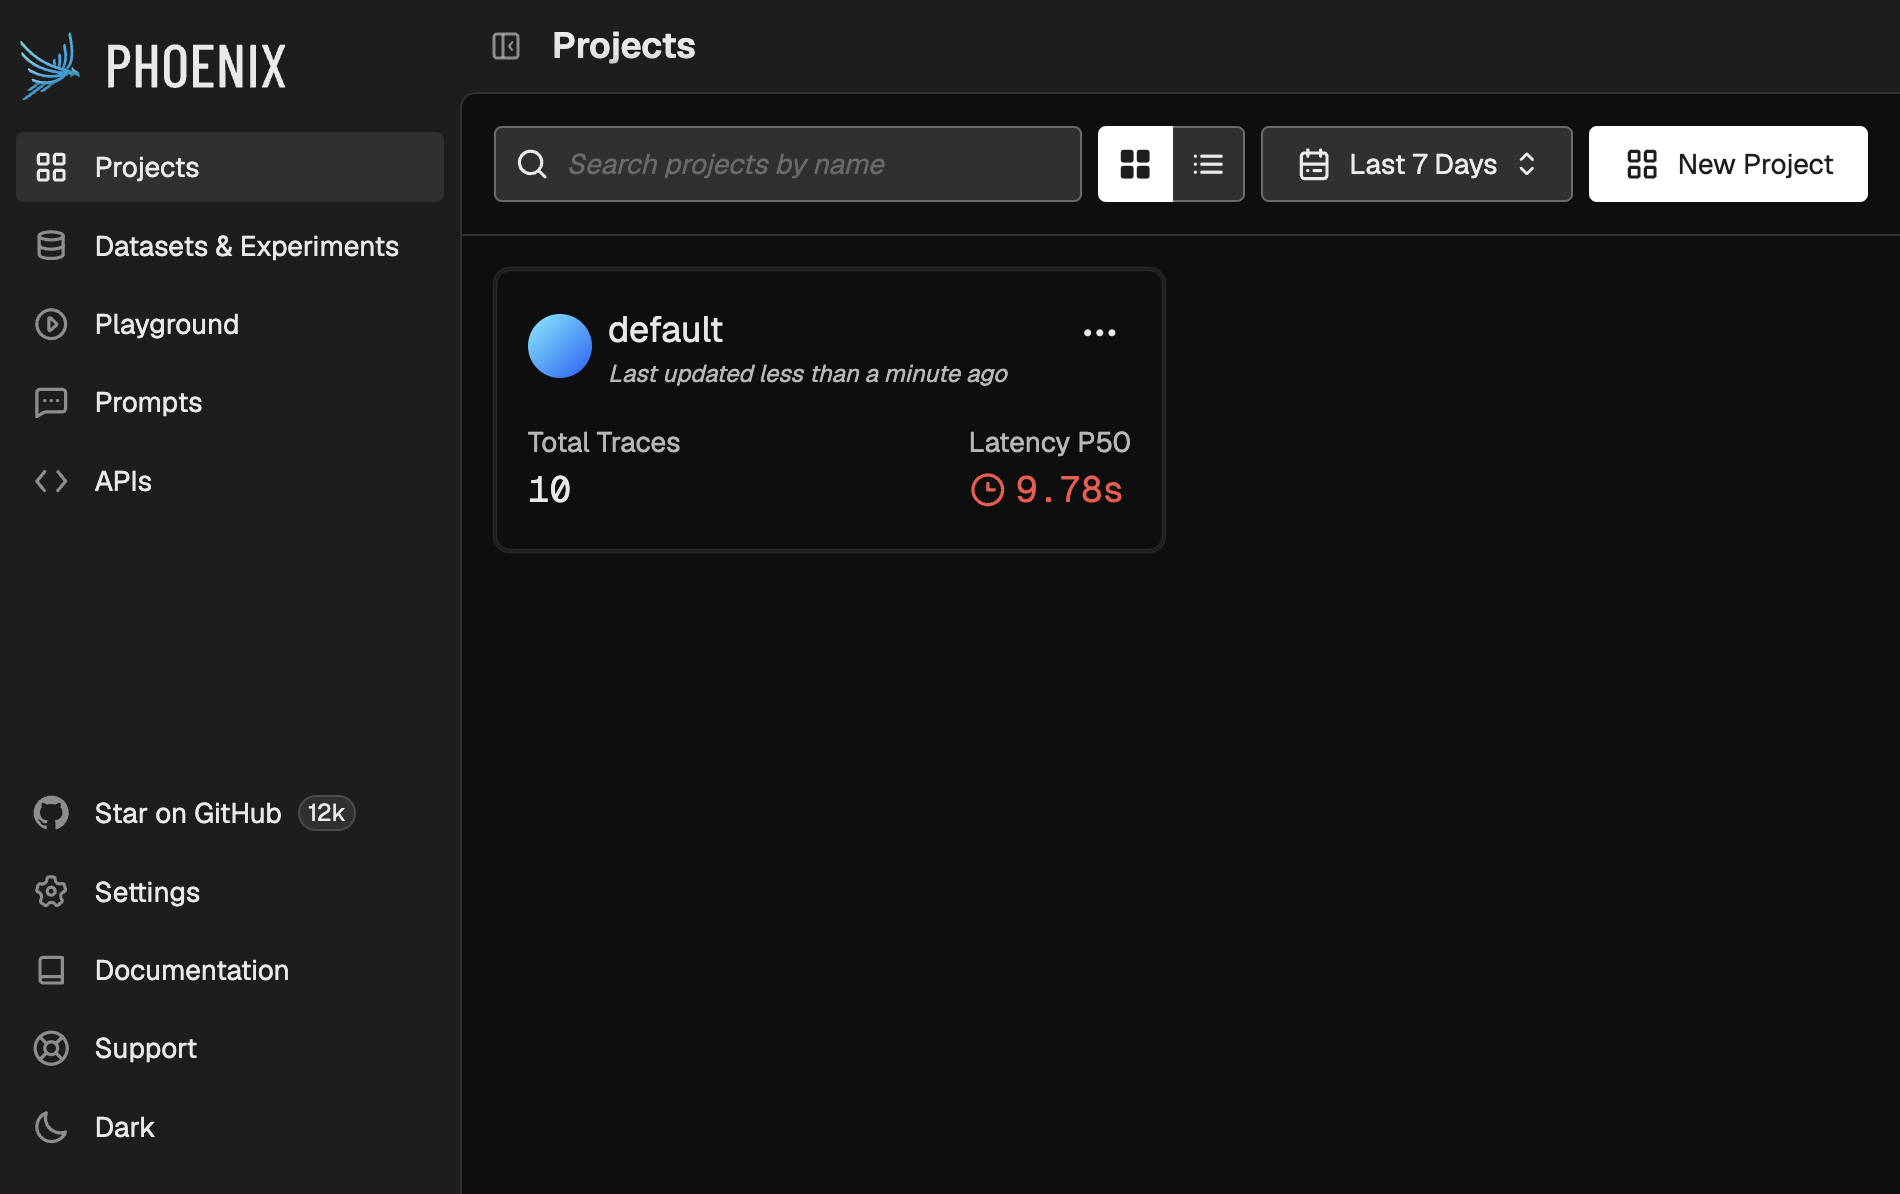 PHOENIX
Projects
Datasets & Experiments
Playground
Prompts
APIs
Star on GitHub 12k
Settings
Documentation
Support
Dark
Projects
Search projects by name
Last 7 Days
New Project
default
Last updated less than a minute ago
Total Traces
10
Latency P50
9.78s